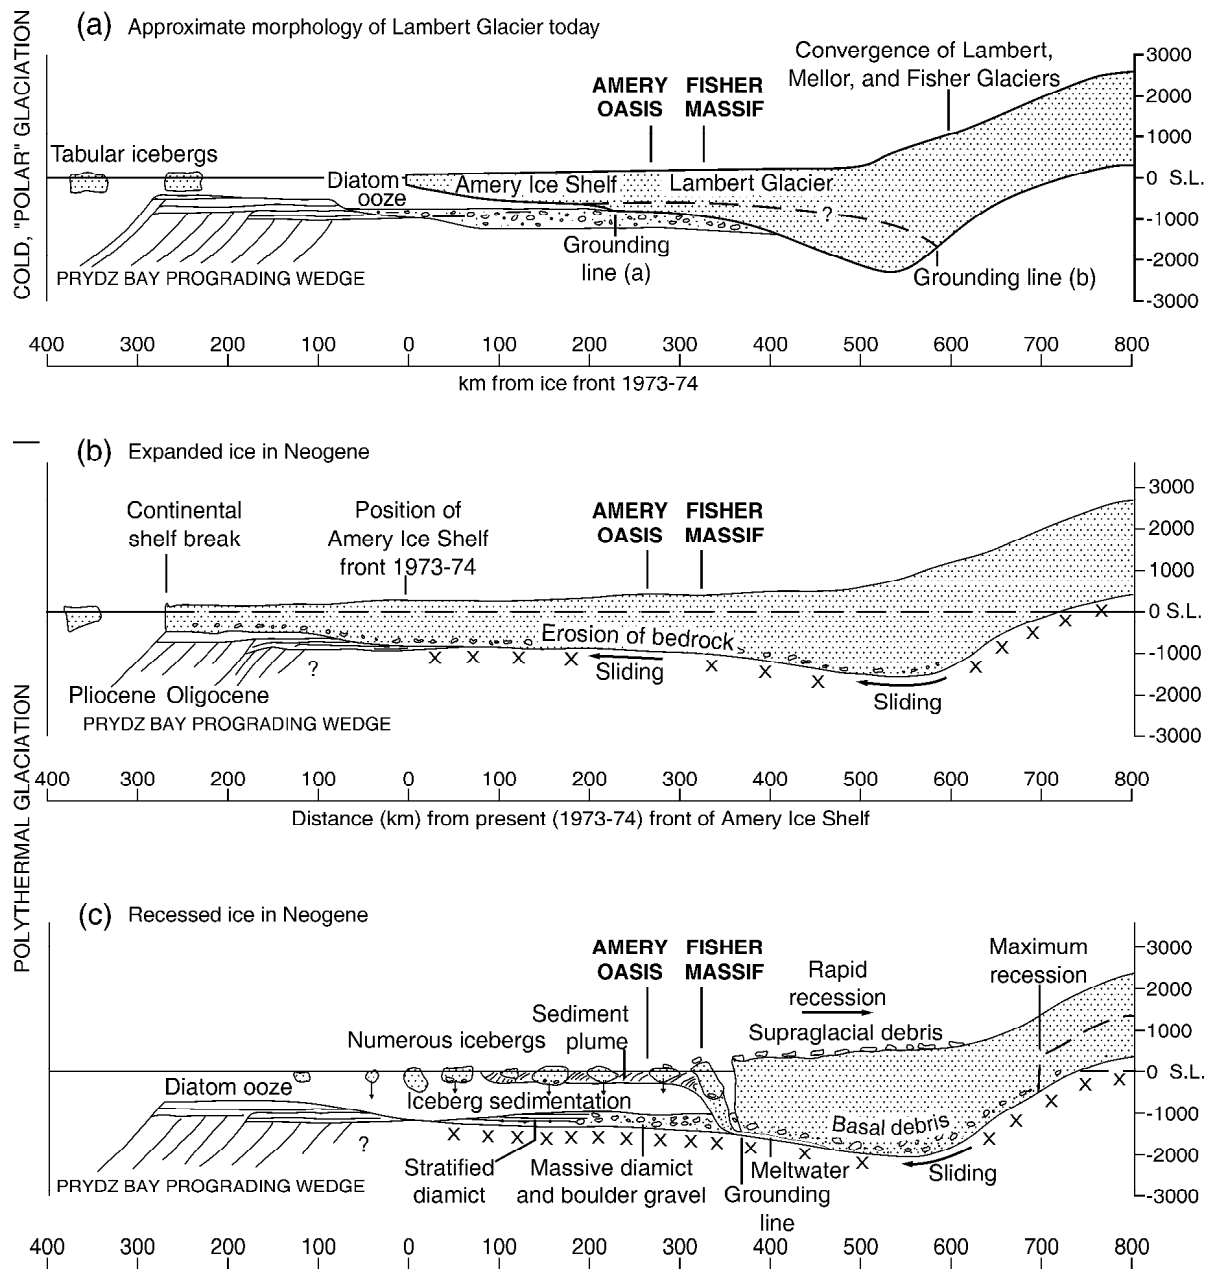 COLD, "POLAR" GLACIATION
(a) Approximate morphology of Lambert Glacier today
Convergence of Lambert,
Mellor, and Fisher Glaciers
AMERY
OASIS
FISHER
MASSIF
Tabular icebergs
Diatom
ooze
Amery Ice Shelf
Lambert Glacier
?
Grounding
line (a)
Grounding line (b)
PRYDZ BAY PROGRADING WEDGE
3000
2000
1000
0 S.L.
-1000
-2000
-3000
400 300 200 100 0 100 200 300 400 500 600 700 800
km from ice front 1973-74
POLYTHERMAL GLACIATION
(b) Expanded ice in Neogene
Continental
shelf break
Position of
Amery Ice Shelf
front 1973-74
AMERY
OASIS
FISHER
MASSIF
Erosion of bedrock
Sliding
Sliding
X X X X X X X X X X X X
?
Pliocene Oligocene
PRYDZ BAY PROGRADING WEDGE
3000
2000
1000
0 S.L.
-1000
-2000
-3000
400 300 200 100 0 100 200 300 400 500 600 700 800
Distance (km) from present (1973-74) front of Amery Ice Shelf
(c) Recessed ice in Neogene
AMERY
OASIS
FISHER
MASSIF
Rapid
recession
Maximum
recession
Supraglacial debris
Sediment
plume
Numerous icebergs
Diatom ooze
Iceberg sedimentation
Basal debris
Sliding
X X X X X X X X X X X X X X X X X X
?
Stratified
diamict
Massive diamict
and boulder gravel
Meltwater
Grounding
line
PRYDZ BAY PROGRADING WEDGE
3000
2000
1000
0 S.L.
-1000
-2000
-3000
400 300 200 100 0 100 200 300 400 500 600 700 800